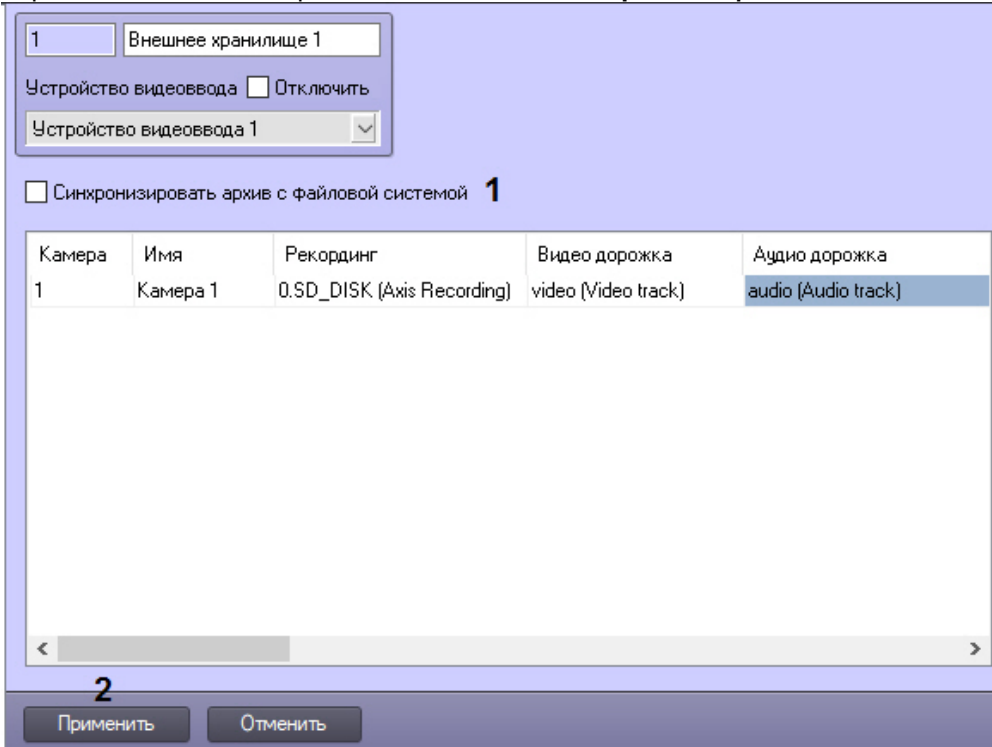 1 Внешнее хранилище 1
Устройство видеоввода Отключить
Устройство видеоввода 1
Синхронизировать архив с файловой системой 1
Камера Имя Рекординг Видео дорожка Аудио дорожка
1 Камера 1 0.SD_DISK (Axis Recording) video (Video track) audio (Audio track)
2
Применить Отменить